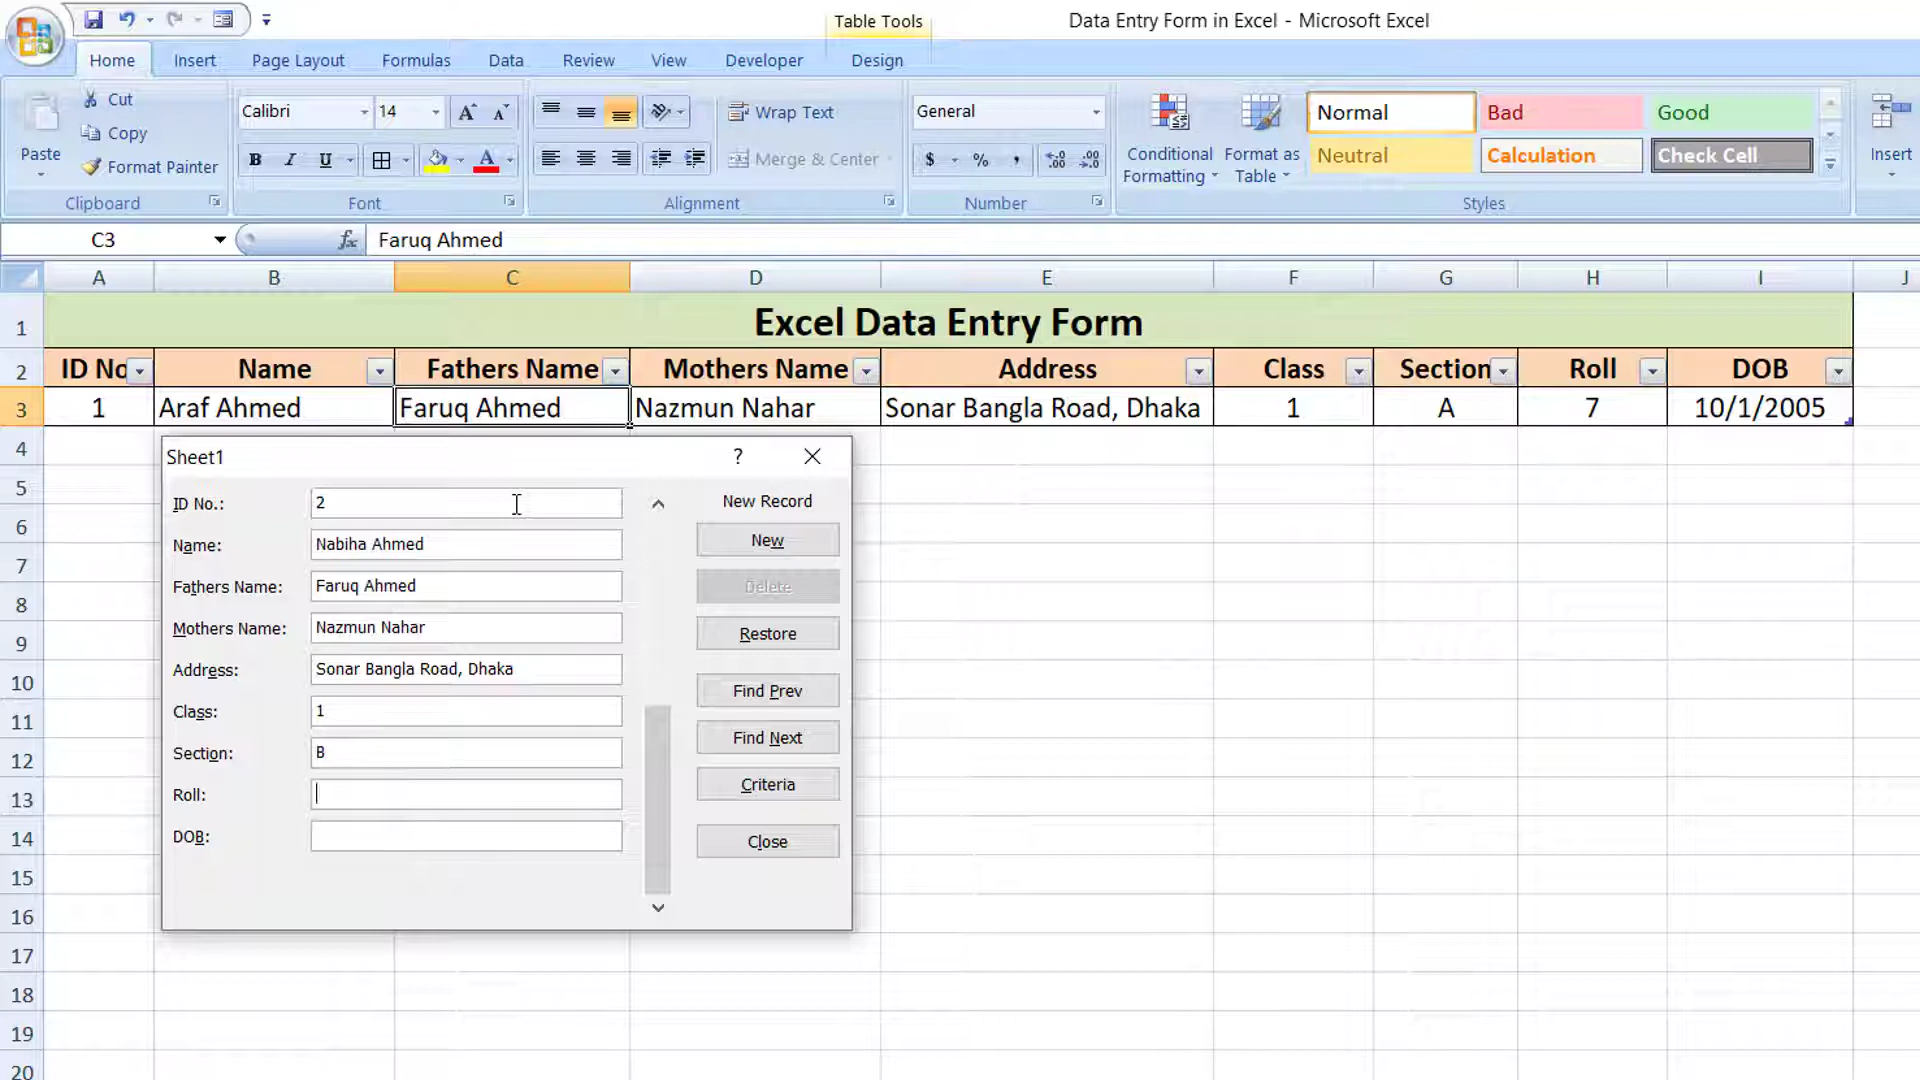 Table Tools
Data Entry Form in Excel - Microsoft Excel
Home Insert Page Layout Formulas Data Review View Developer Design
Paste
Cut
Copy
Format Painter
Clipboard
Calibri 14
B I U A
Font
Wrap Text
Merge & Center
Alignment
General
$ % ,
Number
Conditional Formatting
Format as Table
Normal Bad Good
Neutral Calculation Check Cell
Styles
Insert
C3 fx Faruq Ahmed
A B C D E F G H I J
1 Excel Data Entry Form
2 ID No Name Fathers Name Mothers Name Address Class Section Roll DOB
3 1 Araf Ahmed Faruq Ahmed Nazmun Nahar Sonar Bangla Road, Dhaka 1 A 7 10/1/2005
4
5
6
7
8
9
10
11
12
13
14
15
16
17
18
19
20
Sheet1 ?
ID No.: 2
Name: Nabiha Ahmed
Fathers Name: Faruq Ahmed
Mothers Name: Nazmun Nahar
Address: Sonar Bangla Road, Dhaka
Class: 1
Section: B
Roll:
DOB:
New Record
New
Delete
Restore
Find Prev
Find Next
Criteria
Close